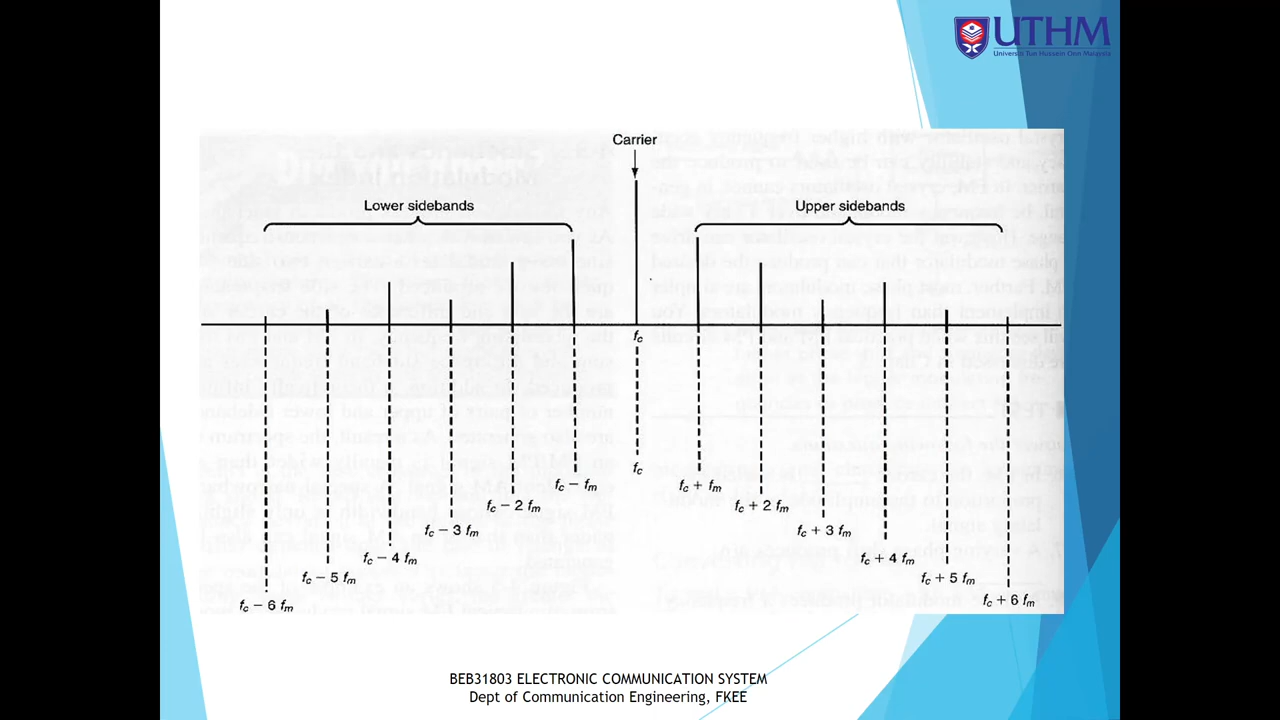 UTHM
Universiti Tun Hussein Onn Malaysia
Carrier
Lower sidebands
Upper sidebands
fc
fc
fc − fm
fc + fm
fc − 2 fm
fc + 2 fm
fc − 3 fm
fc + 3 fm
fc − 4 fm
fc + 4 fm
fc − 5 fm
fc + 5 fm
fc − 6 fm
fc + 6 fm
BEB31803 ELECTRONIC COMMUNICATION SYSTEM
Dept of Communication Engineering, FKEE